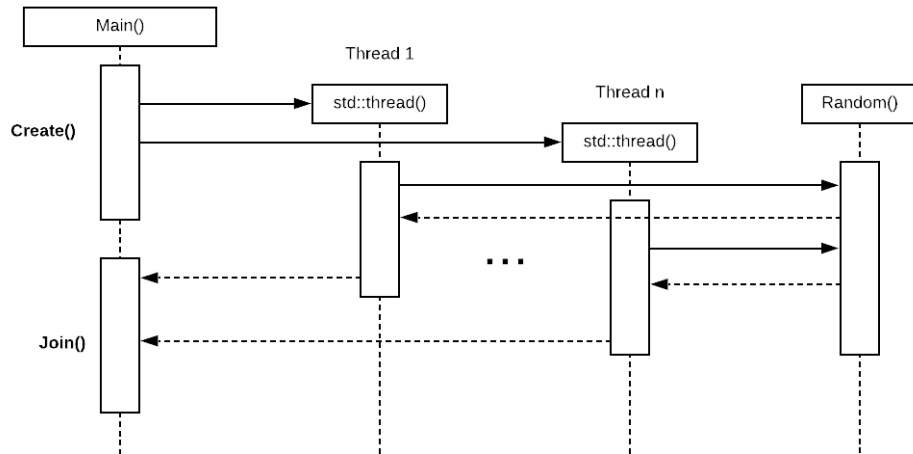 Main()
Thread 1
Thread n
std::thread()
Random()
Create()
std::thread()
...
Join()